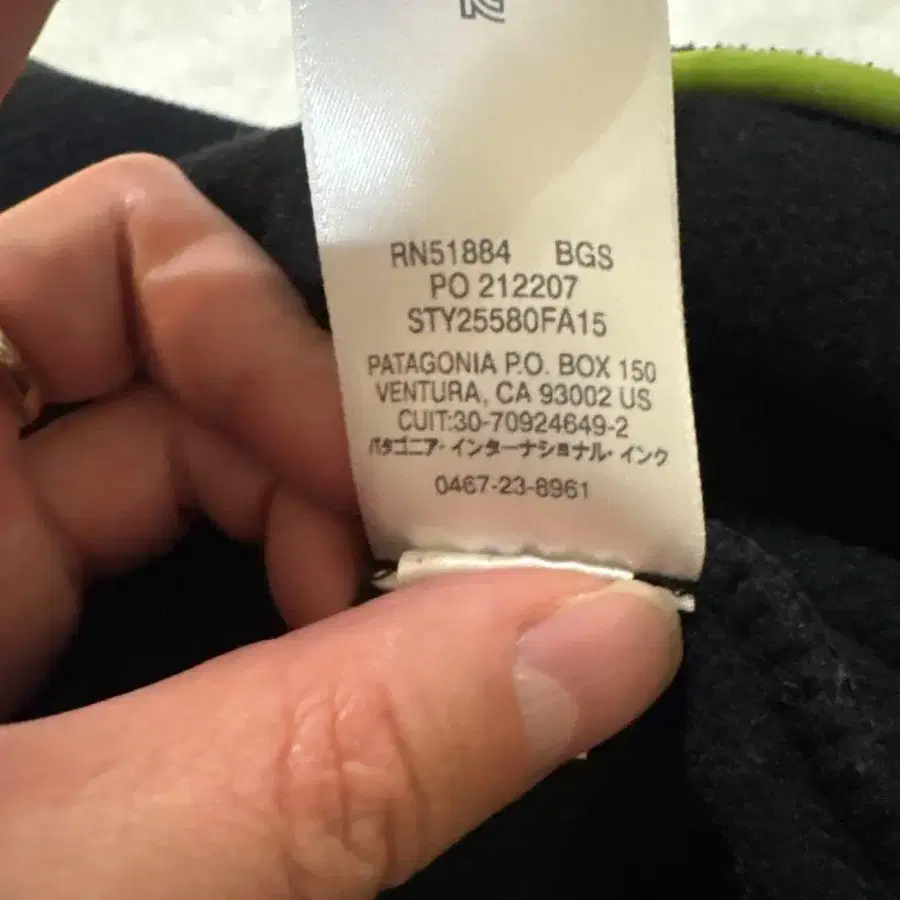 RN51884 BGS
PO 212207
STY25580FA15
PATAGONIA P.O. BOX 150
VENTURA, CA 93002 US
CUIT:30-70924649-2
パタゴニア・インターナショナル・インク
0467-23-8961